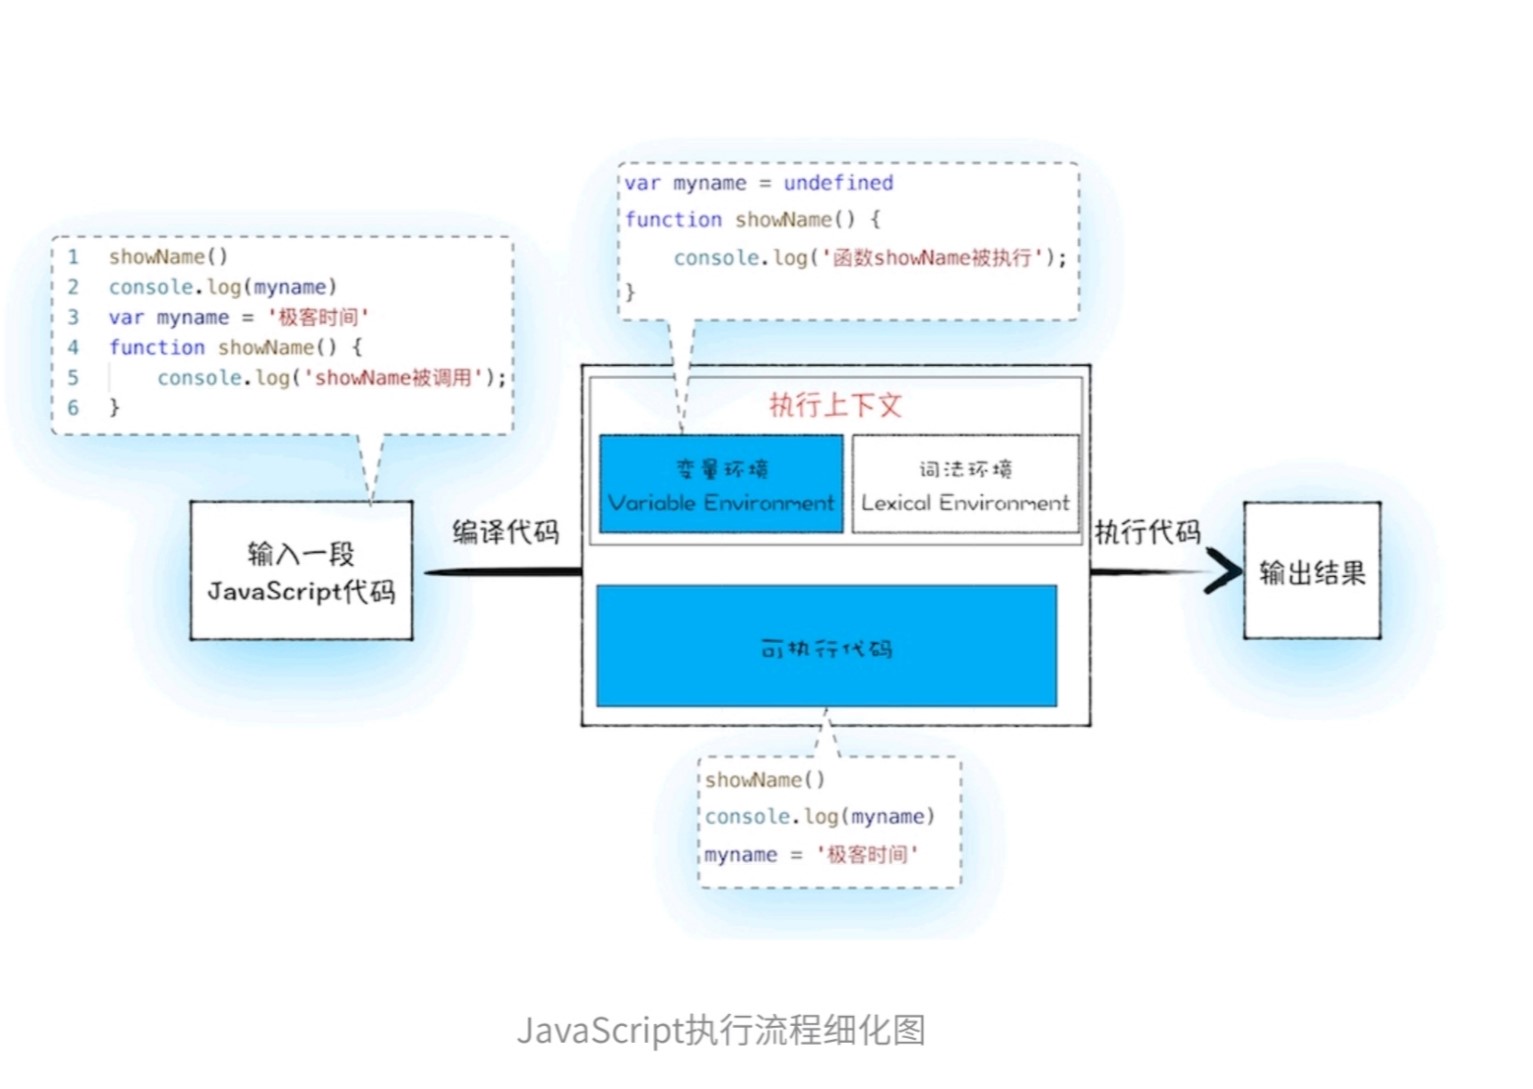 var myname = undefined
function showName() {
console.log('函数showName被执行');
}
1 showName()
2 console.log(myname)
3 var myname = '极客时间'
4 function showName() {
5 console.log('showName被调用');
6 }
执行上下文
变量环境
Variable Environment
词法环境
Lexical Environment
输入一段
JavaScript代码
编译代码
执行代码
输出结果
可执行代码
showName()
console.log(myname)
myname = '极客时间'
JavaScript执行流程细化图